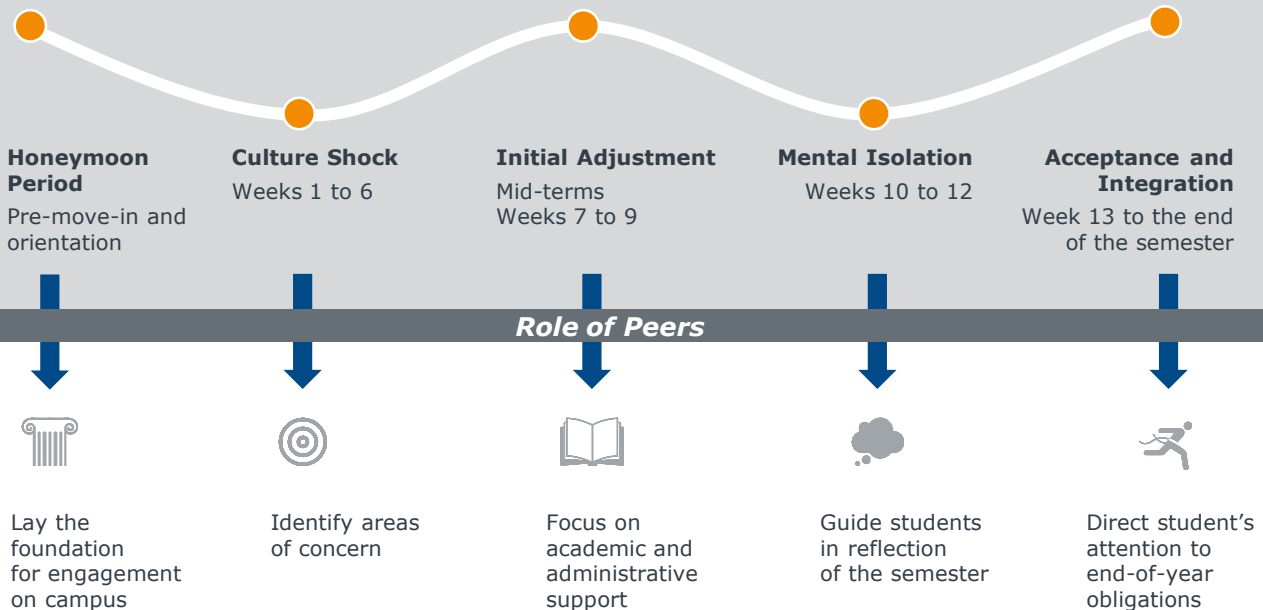 Honeymoon
Period
Pre-move-in and
orientation
Culture Shock
Weeks 1 to 6
Initial Adjustment
Mid-terms
Weeks 7 to 9
Mental Isolation
Weeks 10 to 12
Acceptance and
Integration
Week 13 to the end
of the semester
Role of Peers
Lay the
foundation
for engagement
on campus
Identify areas
of concern
Focus on
academic and
administrative
support
Guide students
in reflection
of the semester
Direct student’s
attention to
end-of-year
obligations